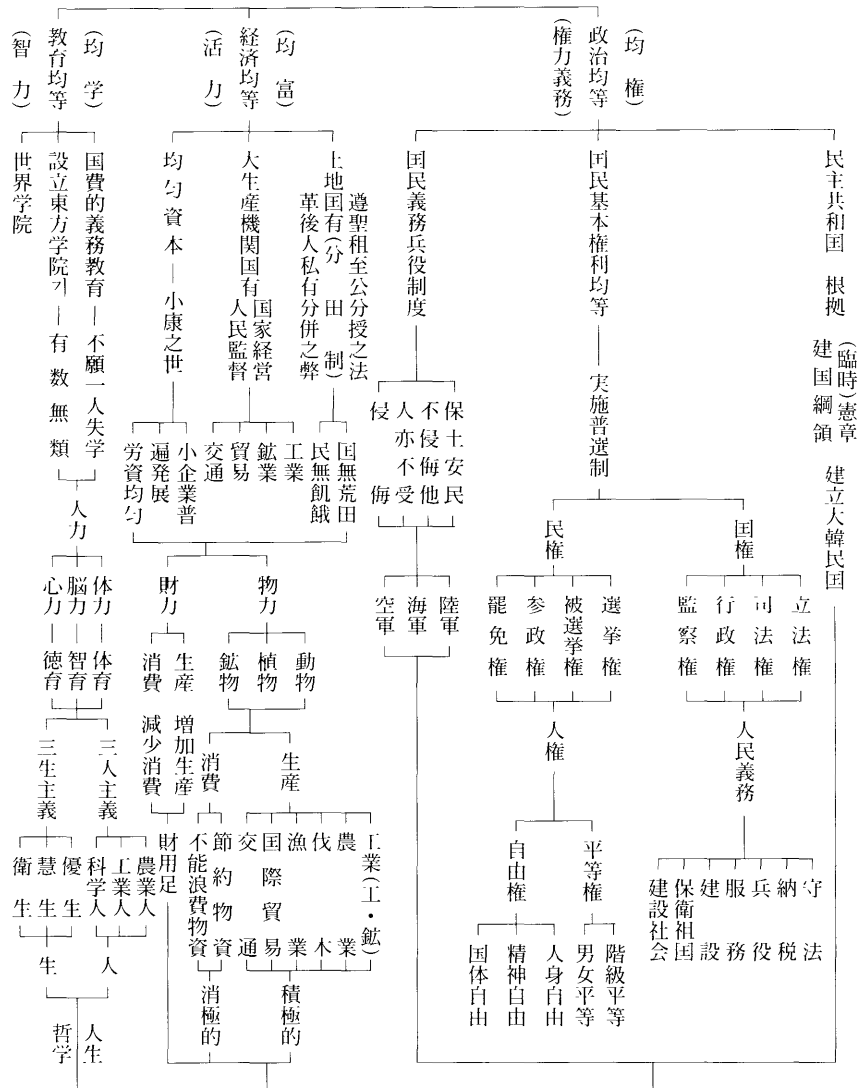 民主共和国 根拠
(臨時)憲章
建国綱領
建立大韓民国
(均権)
政治均等
(権力義務)
国民基本権利均等
実施普選制
国権
立法権
司法権
行政権
監察権
人民義務
守法
納税
兵役
服務
建設
保衛祖国
建設社会
民権
選挙権
被選挙権
参政権
罷免権
人権
平等権
階級平等
男女平等
自由権
人身自由
精神自由
国体自由
国民義務兵役制度
保土安民
不侵侮他
人亦不受
侵侮
陸軍
海軍
空軍
(均富)
経済均等
(活力)
遵聖祖至公分授之法
土地国有(分田制)
革後人私有分併之弊
国無荒田
民無飢餓
大生産機関国有
国家経営
人民監督
工業
鉱業
貿易
交通
均勻資本
小康之世
小企業普
遍発展
労資均勻
物力
動物
植物
鉱物
生産
工業(工・鉱)
農業
伐木
漁業
国際貿易
交通
積極的
消費
節約物資
不能浪費物資
消極的
財力
生産 増加生産
消費 減少消費
財用足
(均学)
教育均等
(智力)
国費的義務教育
不願一人失学
設立東方学院기
有数無類
世界学院
人力
体力
脳力
心力
体育
智育
徳育
三人主義
農業人
工業人
科学人
人
三生主義
優生
慧生
衛生
生
人生
哲学